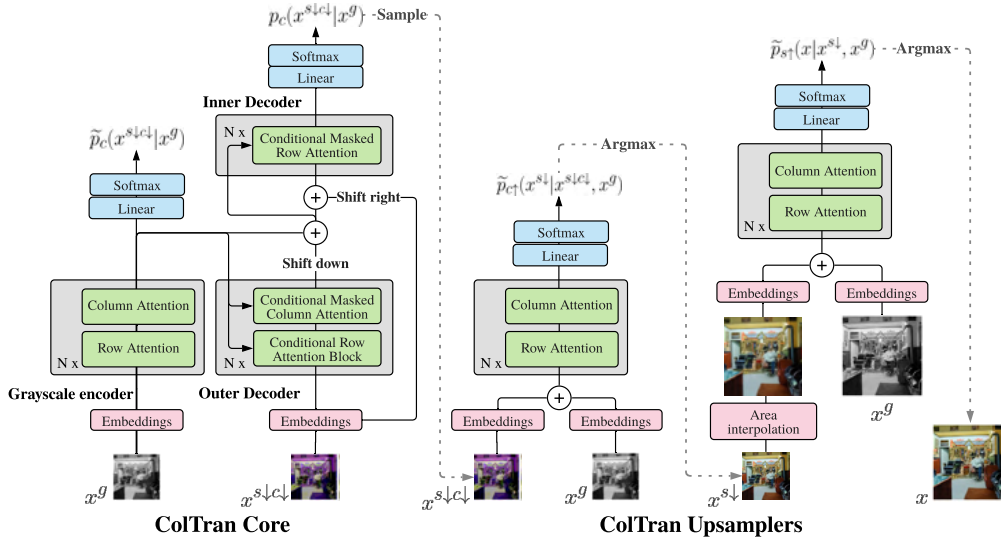 p_c(x^{s↓c↓}|x^g)
Sample
Softmax
Linear
Inner Decoder
N x
Conditional Masked
Row Attention
Shift right
p̃_c(x^{s↓c↓}|x^g)
Softmax
Linear
Shift down
Column Attention
Row Attention
N x
Conditional Masked
Column Attention
Conditional Row
Attention Block
N x
Grayscale encoder
Outer Decoder
Embeddings
Embeddings
x^g
x^{s↓c↓}
ColTran Core
Argmax
p̃_{c↑}(x^{s↓}|x^{s↓c↓}, x^g)
Softmax
Linear
Column Attention
Row Attention
N x
Embeddings
Embeddings
x^{s↓c↓}
x^g
p̃_{s↑}(x|x^{s↓}, x^g)
Argmax
Softmax
Linear
Column Attention
Row Attention
N x
Embeddings
Embeddings
x^g
Area
interpolation
x^{s↓}
x
ColTran Upsamplers